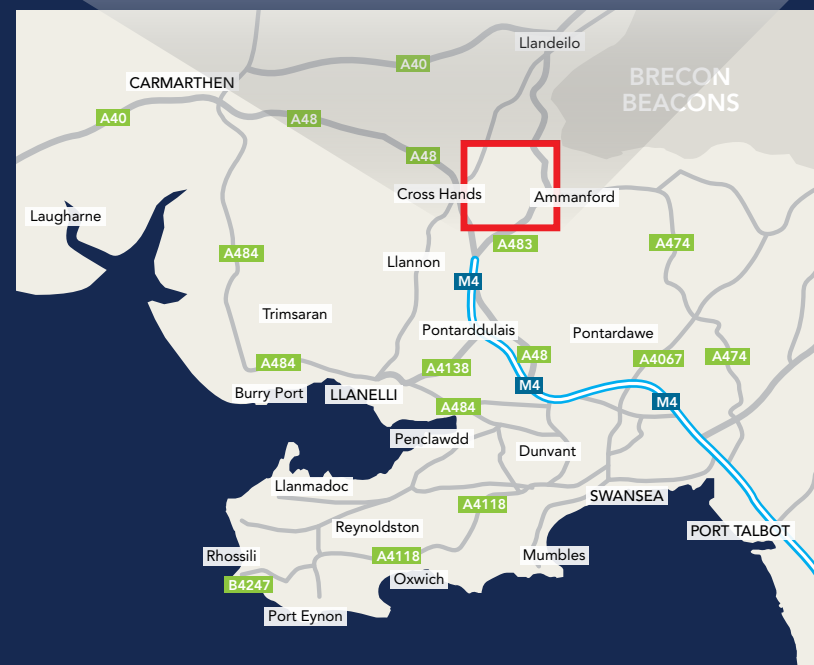 Llandeilo
A40
BRECON
BEACONS
CARMARTHEN
A40
A48
A48
Cross Hands
Ammanford
Laugharne
A484
A483
A474
Llannon
M4
Trimsaran
Pontarddulais
Pontardawe
A484
A4138
A48
A4067
A474
M4
Burry Port
LLANELLI
A484
M4
Penclawdd
Dunvant
Llanmadoc
SWANSEA
A4118
Reynoldston
PORT TALBOT
Rhossili
A4118
Mumbles
B4247
Oxwich
Port Eynon